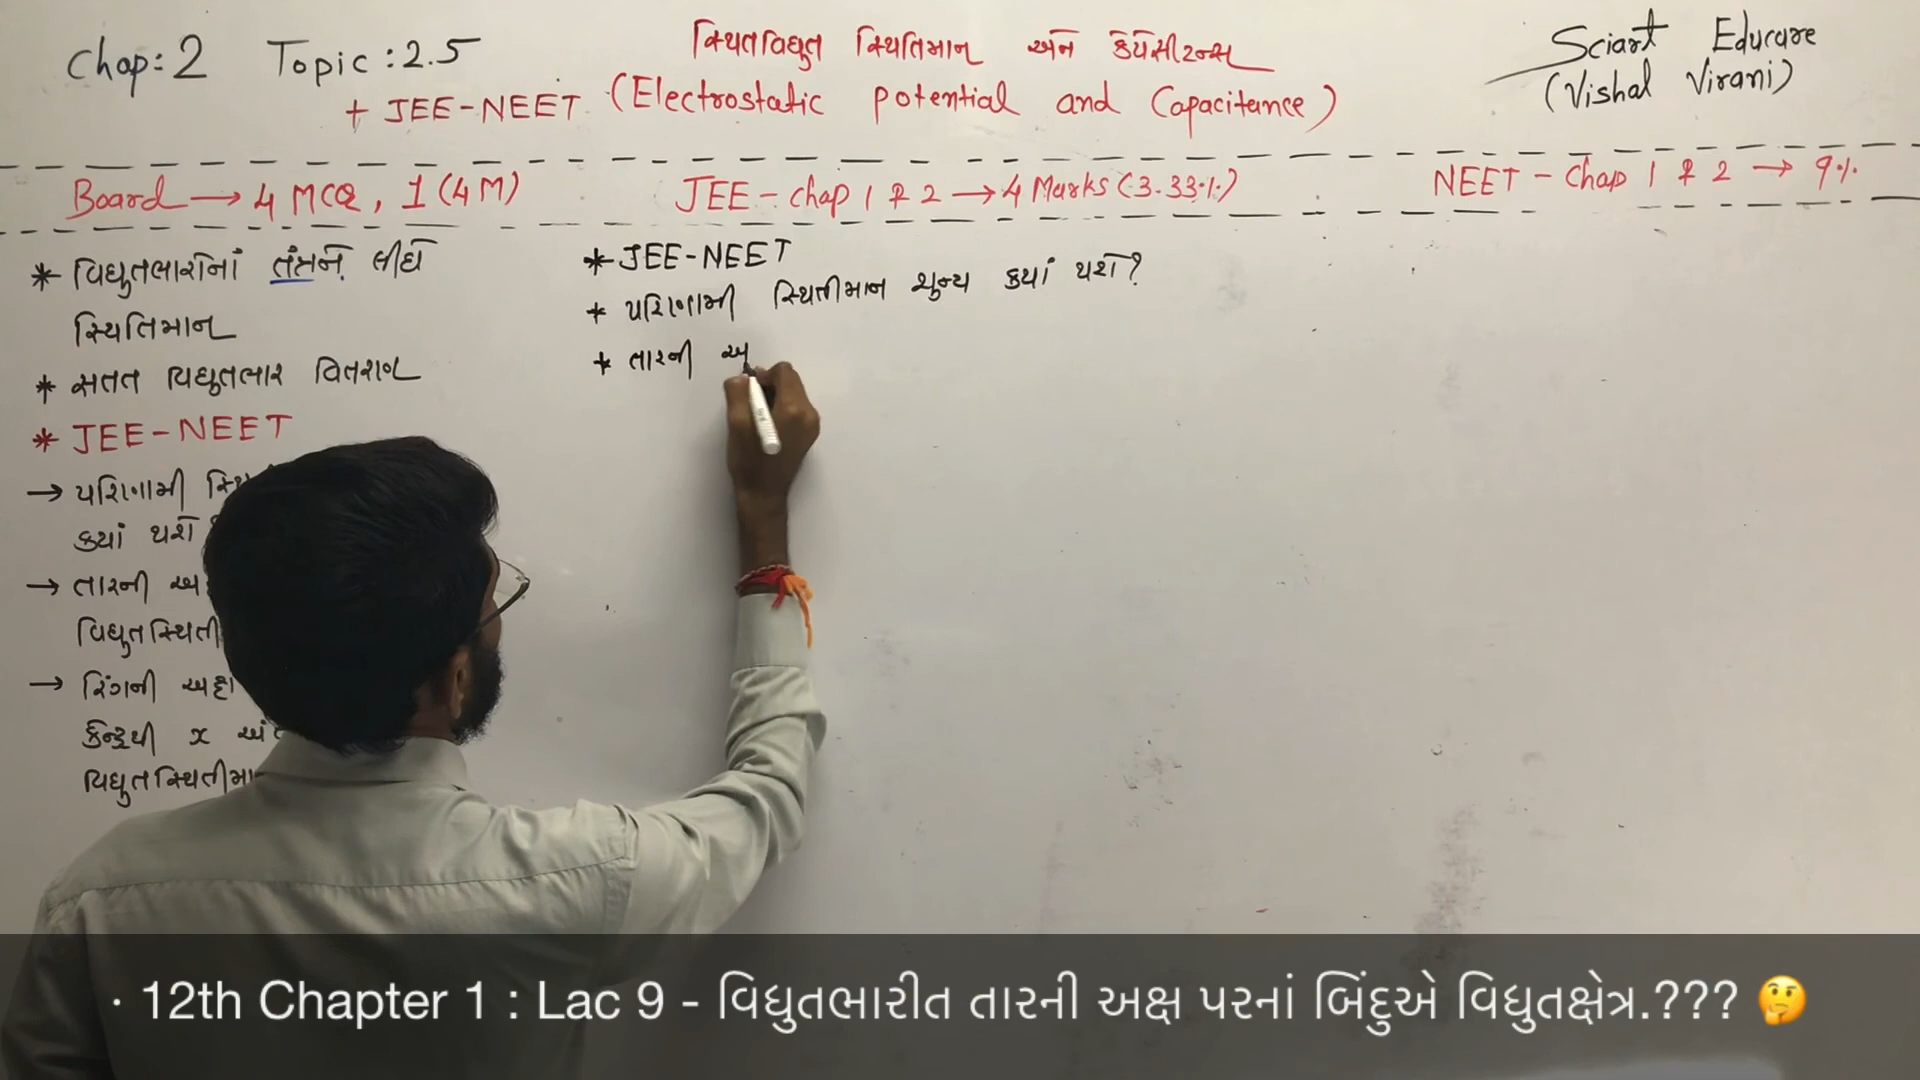 Chap: 2 Topic : 2.5
+ JEE-NEET
સ્થિતવિદ્યુત સ્થિતિમાન અને કેપેસીટન્સ
(Electrostatic potential and Capacitance)
Sciart Educare
(Vishal Virani)
Board → 4 MCQ, 1 (4 M)
JEE - chap 1 & 2 → 4 Marks (3.33%)
NEET - Chap 1 & 2 → 9%
* વિદ્યુતભારોનાં તંત્રને લીધે
સ્થિતિમાન
* સતત વિદ્યુતભાર વિતરણ
* JEE-NEET
→ પરિણામી
ક્યાં થશે
→ તારની
વિદ્યુતસ્થિતી
→ રિંગની
કેન્દ્રથી x
વિદ્યુતસ્થિતીમા
* JEE-NEET
* પરિણામી સ્થિતીમાન શુન્ય ક્યાં થશે?
* તારની અ
· 12th Chapter 1 : Lac 9 - વિદ્યુતભારીત તારની અક્ષ પરનાં બિંદુએ વિદ્યુતક્ષેત્ર.??? 🤔